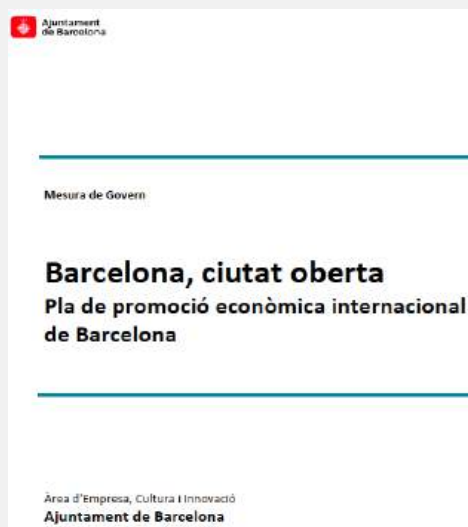 Ajuntament
de Barcelona
Mesura de Govern
Barcelona, ciutat oberta
Pla de promoció econòmica internacional
de Barcelona
Àrea d'Empresa, Cultura i Innovació
Ajuntament de Barcelona